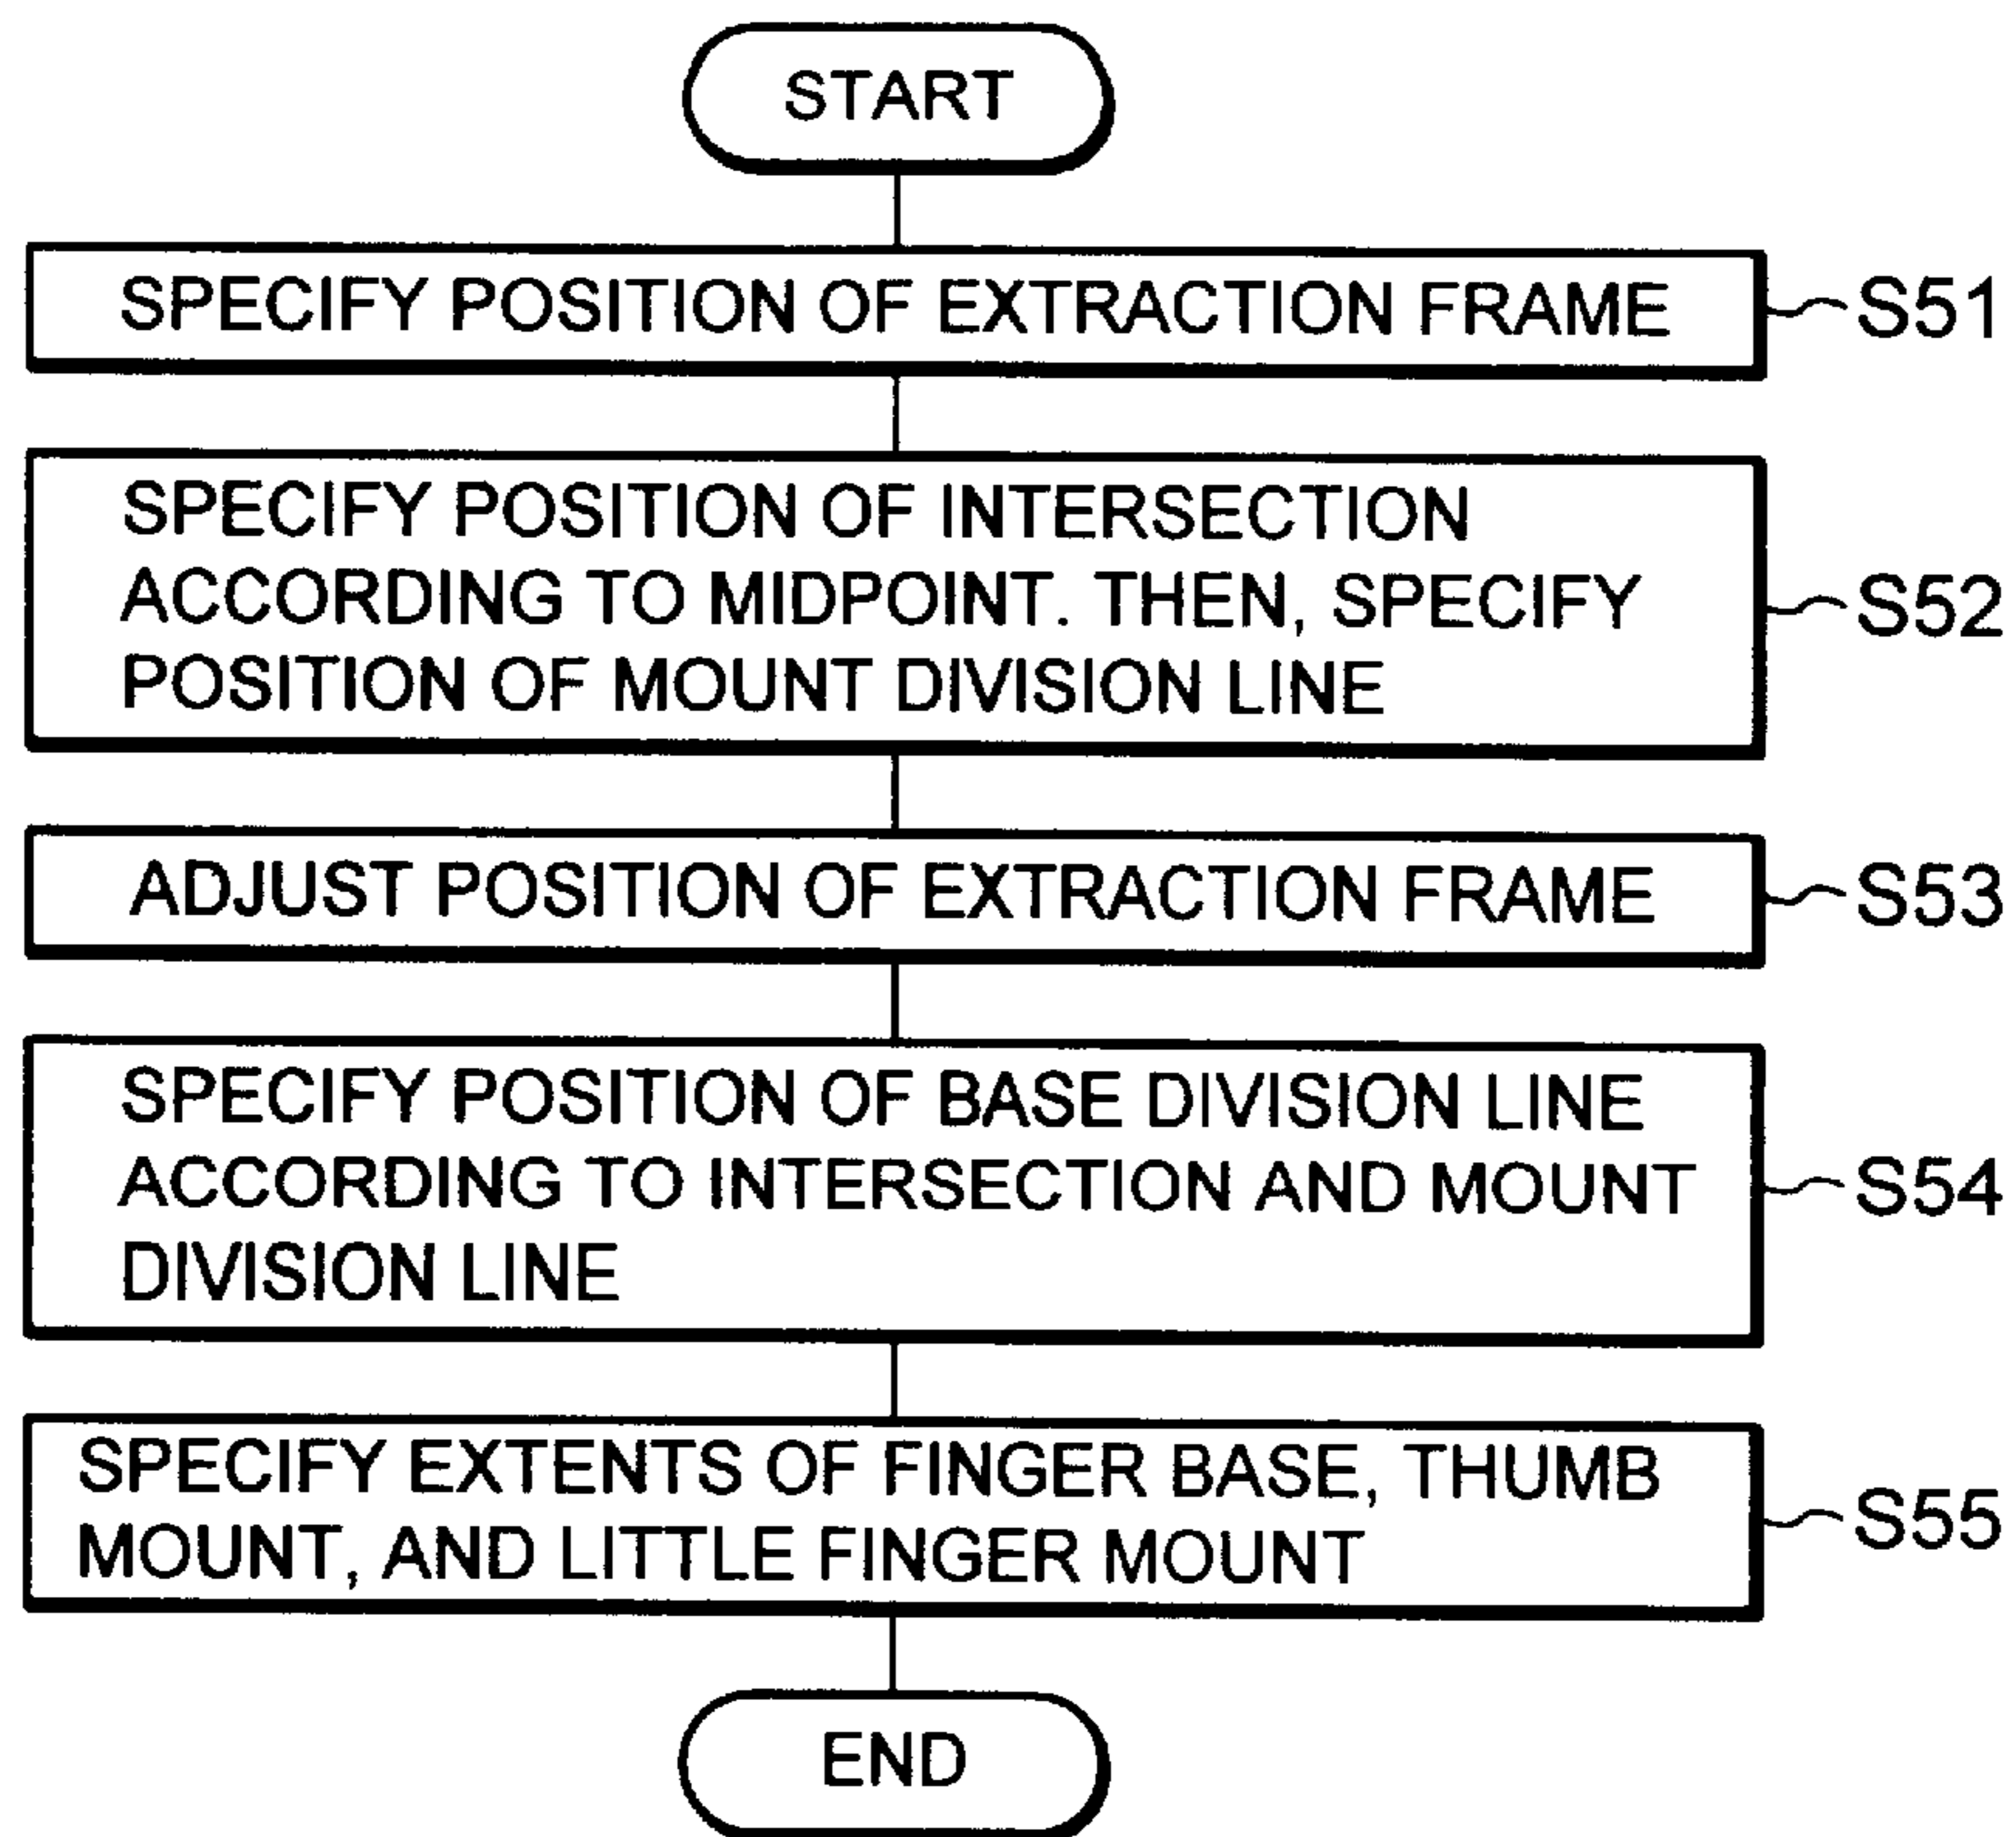 START
SPECIFY POSITION OF EXTRACTION FRAME
S51
SPECIFY POSITION OF INTERSECTION
ACCORDING TO MIDPOINT. THEN, SPECIFY
POSITION OF MOUNT DIVISION LINE
S52
ADJUST POSITION OF EXTRACTION FRAME
S53
SPECIFY POSITION OF BASE DIVISION LINE
ACCORDING TO INTERSECTION AND MOUNT
DIVISION LINE
S54
SPECIFY EXTENTS OF FINGER BASE, THUMB
MOUNT, AND LITTLE FINGER MOUNT
S55
END